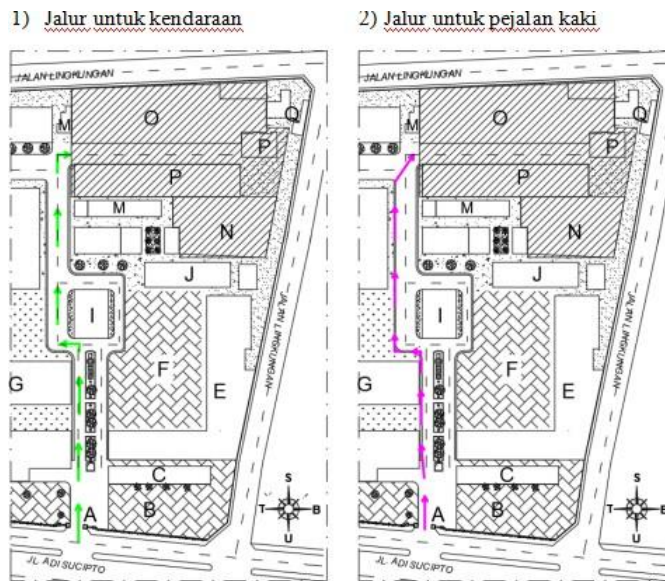 1) Jalur untuk kendaraan
JALAN LINGKUNGAN
O
Q
M
P
P
M
N
J
I
JALAN LINGKUNGAN
G
F
E
C
A
B
S
T
B
U
JL. ADI SUCIPTO
2) Jalur untuk pejalan kaki
JALAN LINGKUNGAN
O
Q
M
P
P
M
N
J
I
JALAN LINGKUNGAN
G
F
E
C
A
B
S
T
B
U
JL. ADI SUCIPTO